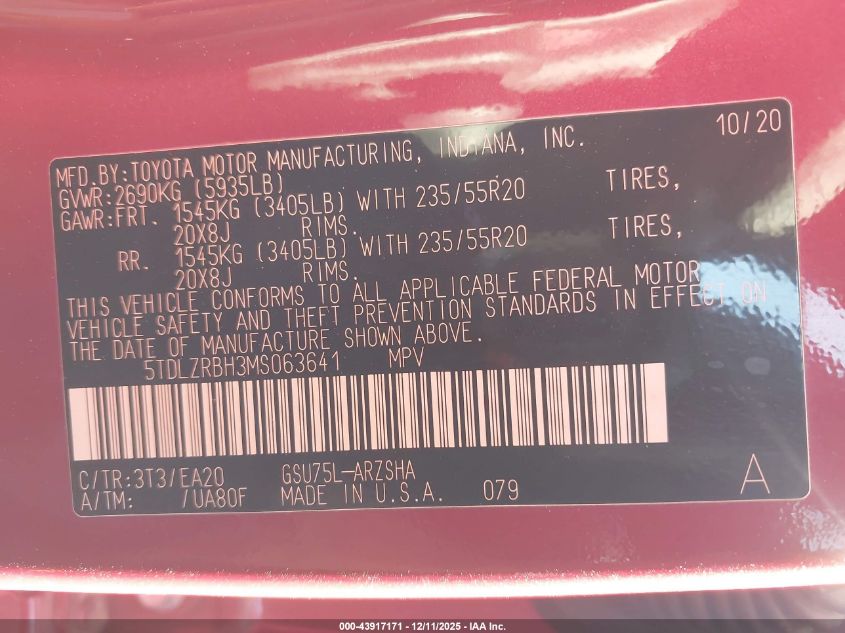 10/20
MFD.BY:TOYOTA MOTOR MANUFACTURING, INDIANA, INC.
GVWR:2690KG (5935LB)
GAWR:FRT. 1545KG (3405LB) WITH 235/55R20 TIRES,
20X8J RIMS.
RR. 1545KG (3405LB) WITH 235/55R20 TIRES,
20X8J RIMS.
THIS VEHICLE CONFORMS TO ALL APPLICABLE FEDERAL MOTOR
VEHICLE SAFETY AND THEFT PREVENTION STANDARDS IN EFFECT ON
THE DATE OF MANUFACTURE SHOWN ABOVE.
5TDLZRBH3MS063641 MPV
C/TR:3T3/EA20 GSU75L-ARZSHA
A/TM: /UA80F MADE IN U.S.A. 079 A
000-43917171 - 12/11/2025 - IAA Inc.